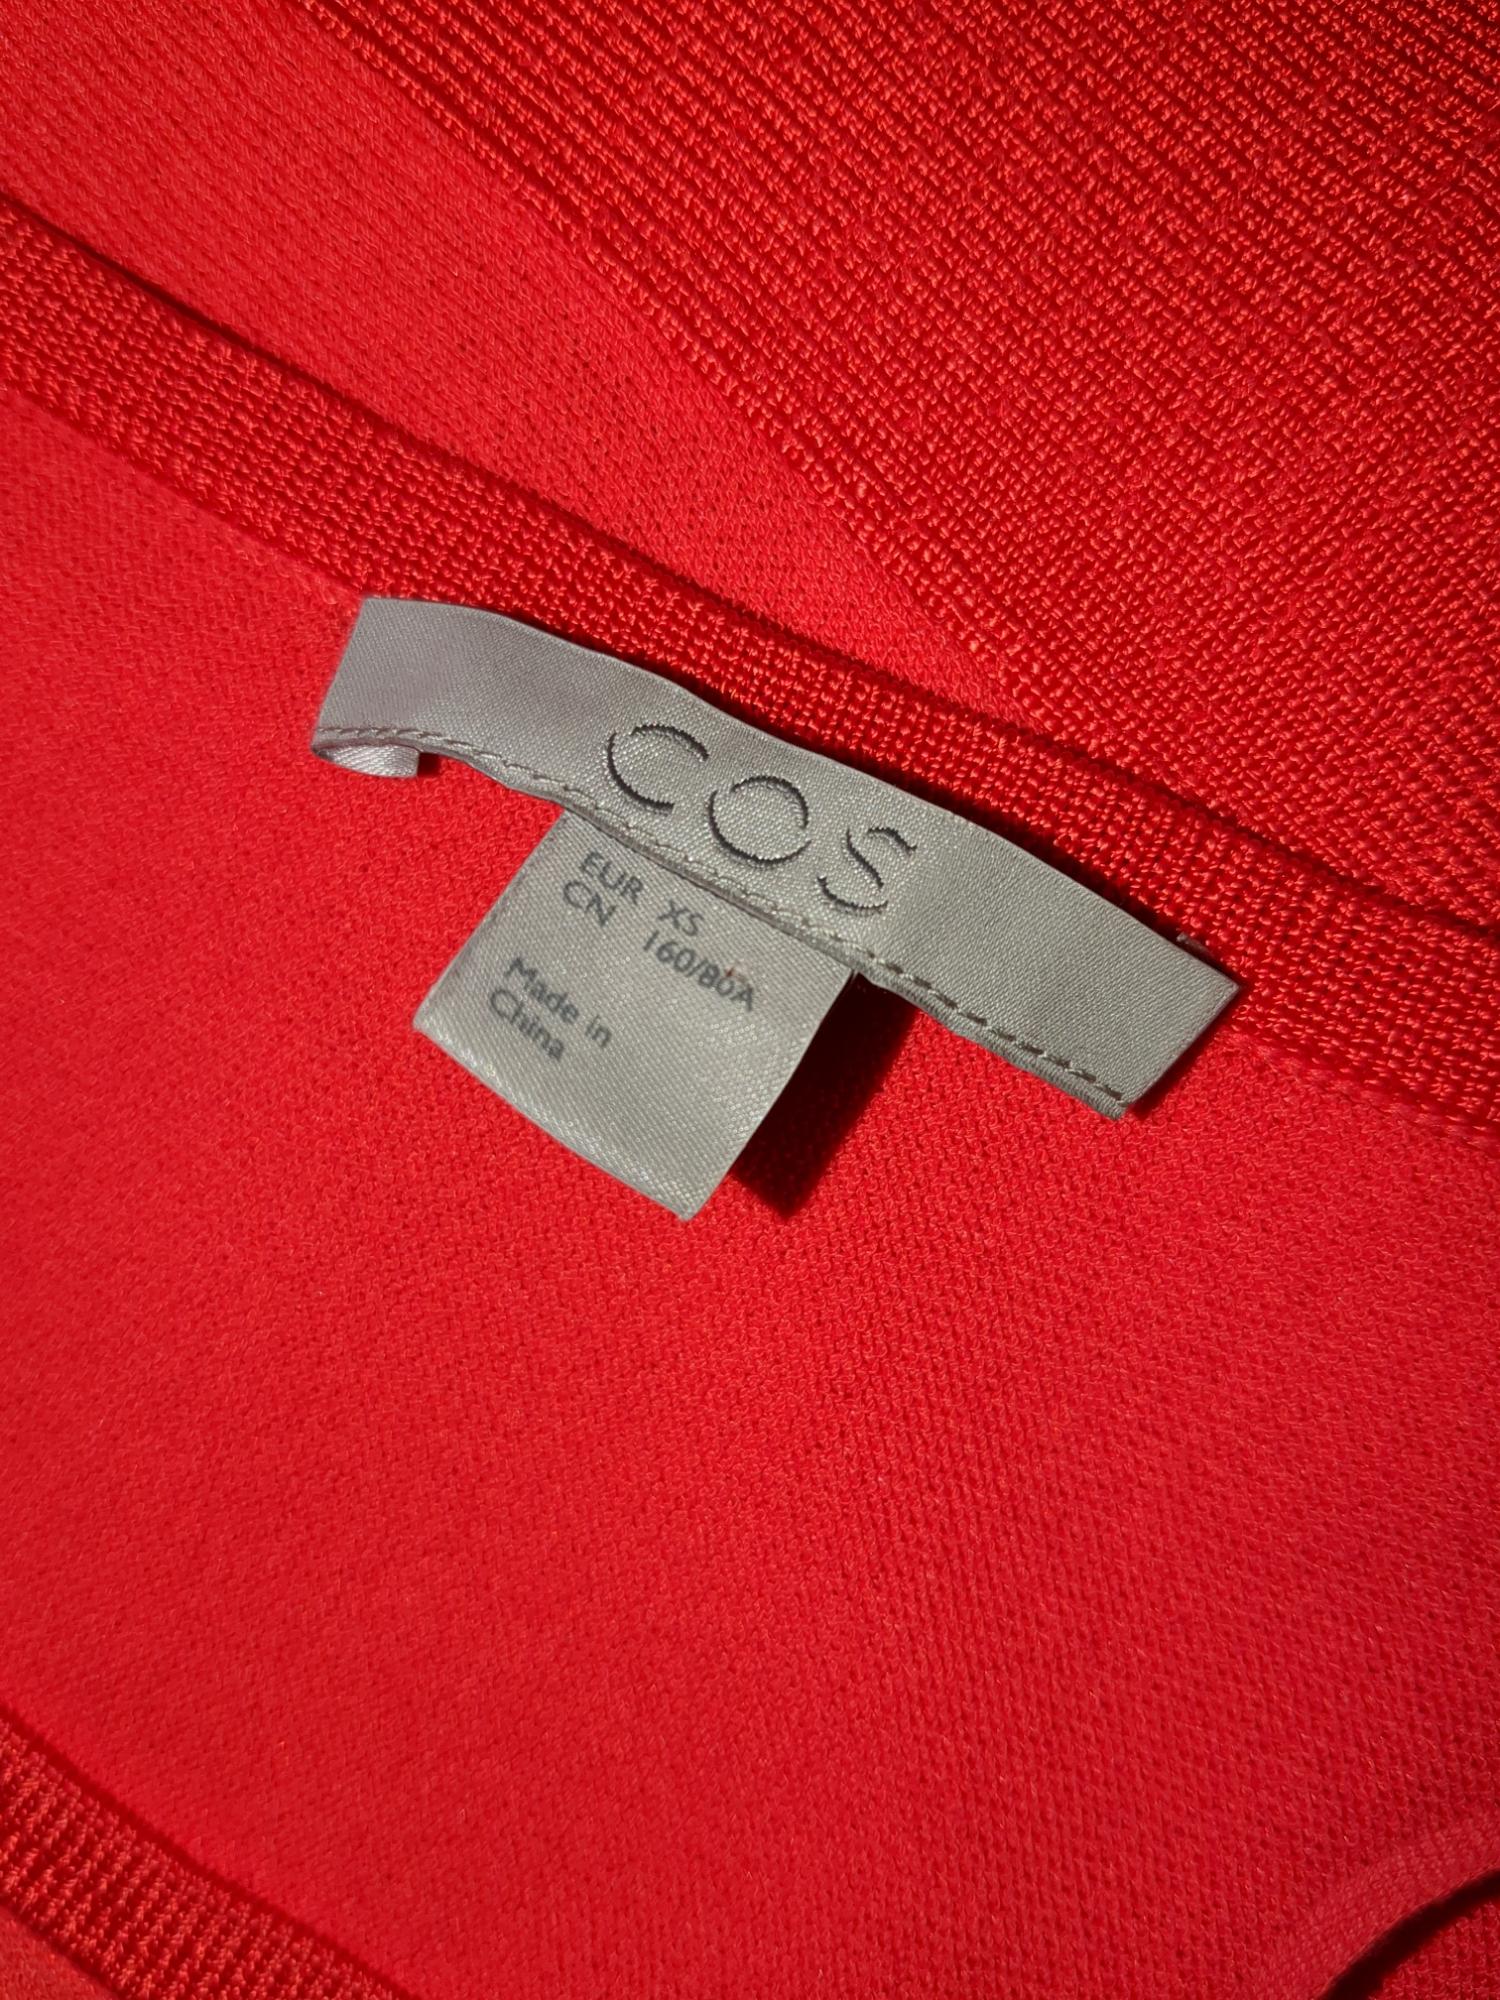 COS
EUR XS
CN 160/80A
Made in
China